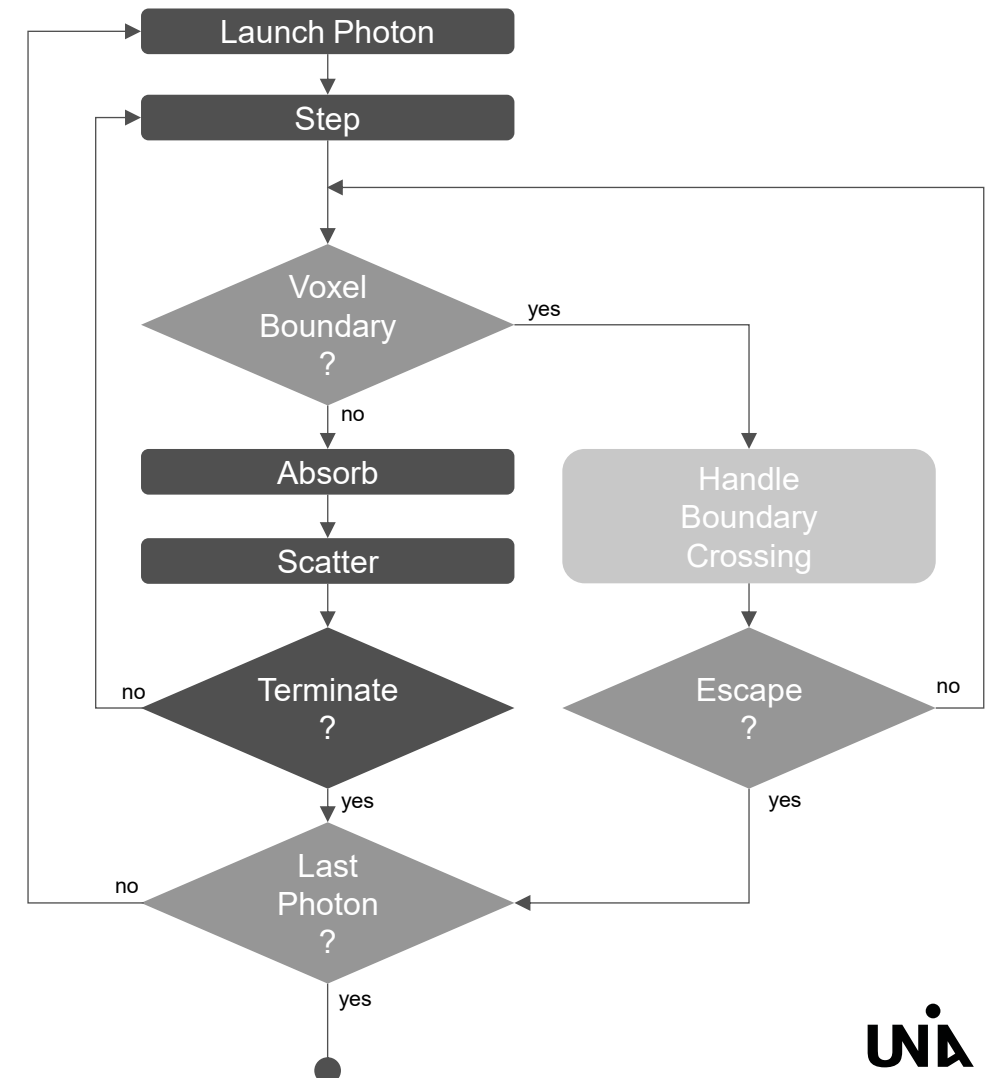 Launch Photon
Step
Voxel
Boundary
?
yes
no
Absorb
Handle
Boundary
Crossing
Scatter
Terminate
?
no
yes
Escape
?
no
yes
Last
Photon
?
no
yes
UNIA